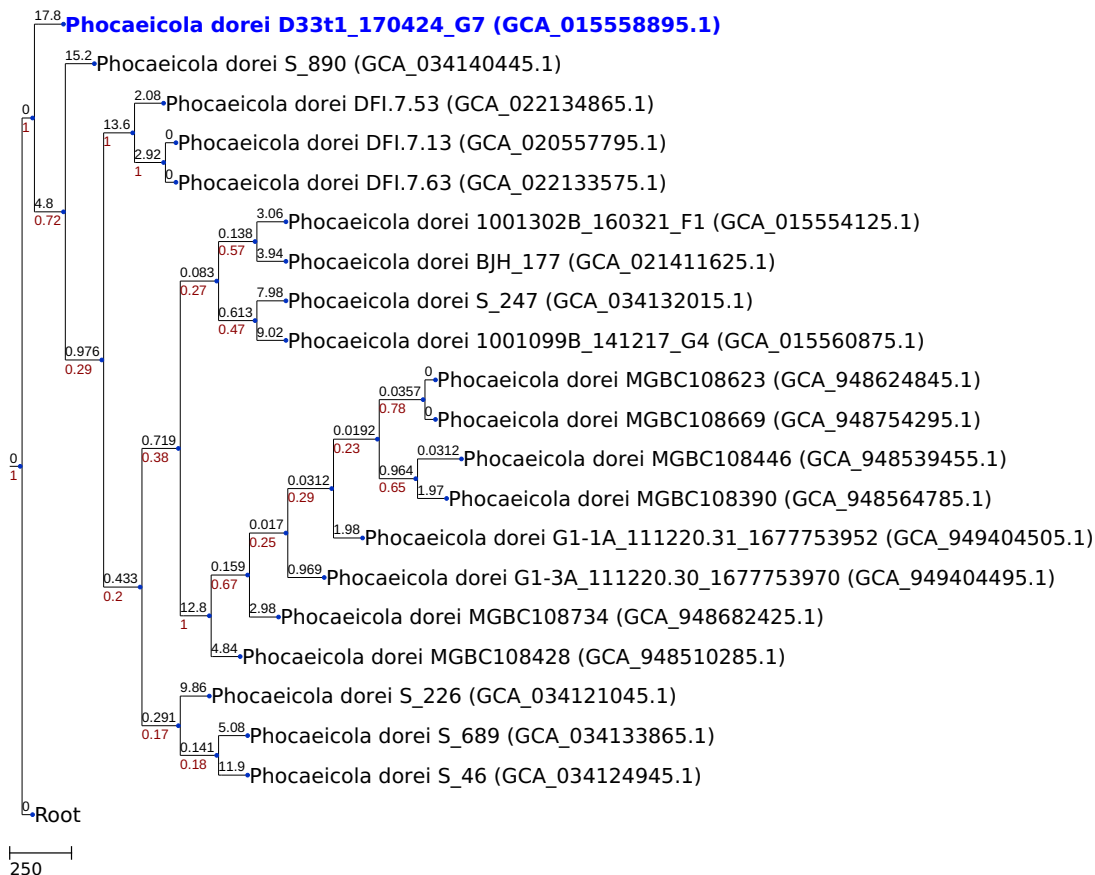 17.8 Phocaeicola dorei D33t1_170424_G7 (GCA_015558895.1)
15.2 Phocaeicola dorei S_890 (GCA_034140445.1)
2.08 Phocaeicola dorei DFI.7.53 (GCA_022134865.1)
0
1
13.6
1
0 Phocaeicola dorei DFI.7.13 (GCA_020557795.1)
2.92
1
0 Phocaeicola dorei DFI.7.63 (GCA_022133575.1)
4.8
0.72
3.06 Phocaeicola dorei 1001302B_160321_F1 (GCA_015554125.1)
0.138
0.57
3.94 Phocaeicola dorei BJH_177 (GCA_021411625.1)
0.083
0.27
7.98 Phocaeicola dorei S_247 (GCA_034132015.1)
0.613
0.47
9.02 Phocaeicola dorei 1001099B_141217_G4 (GCA_015560875.1)
0.976
0.29
0 Phocaeicola dorei MGBC108623 (GCA_948624845.1)
0.0357
0.78
0 Phocaeicola dorei MGBC108669 (GCA_948754295.1)
0.719
0.38
0.0192
0.23
0.0312 Phocaeicola dorei MGBC108446 (GCA_948539455.1)
0
1
0.964
0.65
1.97 Phocaeicola dorei MGBC108390 (GCA_948564785.1)
0.0312
0.29
1.98 Phocaeicola dorei G1-1A_111220.31_1677753952 (GCA_949404505.1)
0.017
0.25
0.969 Phocaeicola dorei G1-3A_111220.30_1677753970 (GCA_949404495.1)
0.159
0.67
0.433
0.2
2.98 Phocaeicola dorei MGBC108734 (GCA_948682425.1)
12.8
1
4.84 Phocaeicola dorei MGBC108428 (GCA_948510285.1)
9.86 Phocaeicola dorei S_226 (GCA_034121045.1)
0.291
0.17
5.08 Phocaeicola dorei S_689 (GCA_034133865.1)
0.141
0.18
11.9 Phocaeicola dorei S_46 (GCA_034124945.1)
0 Root
250